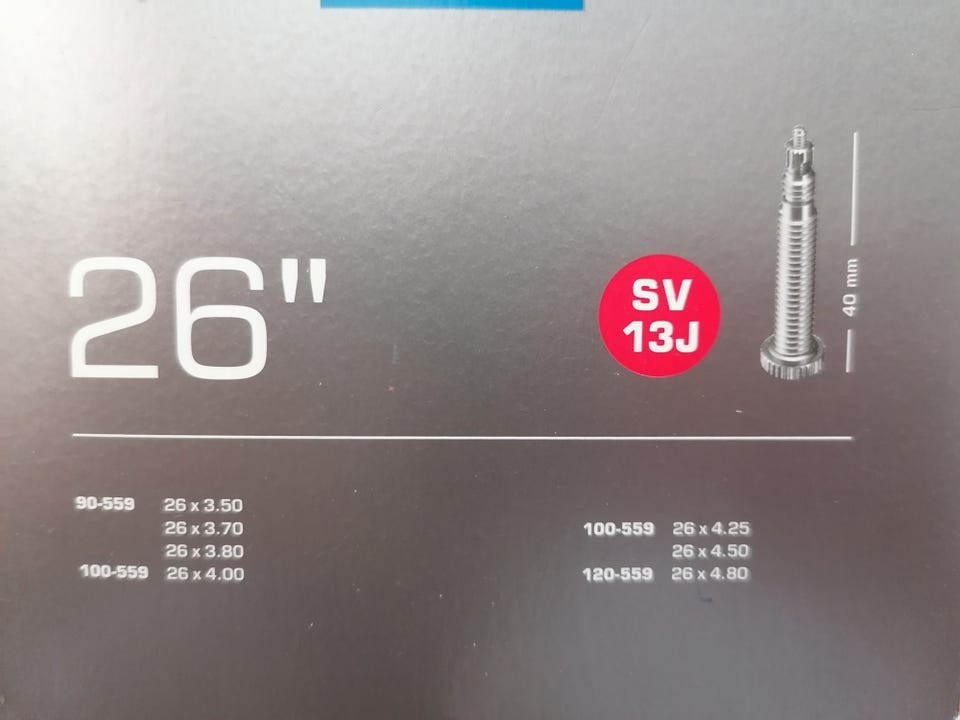 26"
SV
13J
40 mm
90-559 26 x 3.50
26 x 3.70
26 x 3.80
100-559 26 x 4.00
100-559 26 x 4.25
26 x 4.50
120-559 26 x 4.80